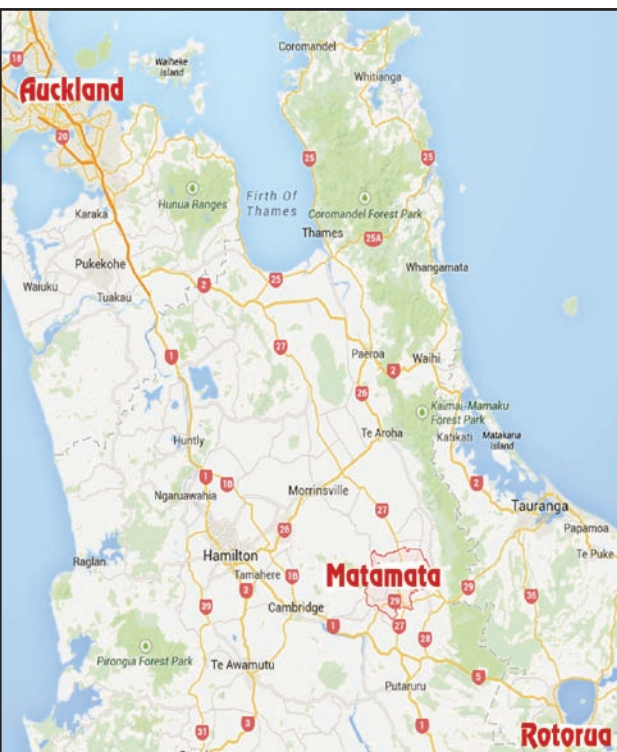 Coromandel
18
Waiheke
Island
Whitianga
Auckland
20
25
25
Hunua Ranges
Firth Of
Thames
Coromandel Forest Park
Karaka
Thames
25A
Pukekohe
Whangamata
2
25
Waiuku
Tuakau
27
1
Paeroa
Waihi
2
26
Kaimai-Mamaku
Forest Park
Te Aroha
Katikati
Matakana
Island
Huntly
1
1B
2
Ngaruawahia
Morrinsville
Tauranga
27
26
Papamoa
Hamilton
Te Puke
Raglan
Tamahere
1B
Matamata
29
3
36
39
29
Cambridge
1
27
28
Pirongia Forest Park
Te Awamutu
5
Putaruru
31
3
1
Rotorua